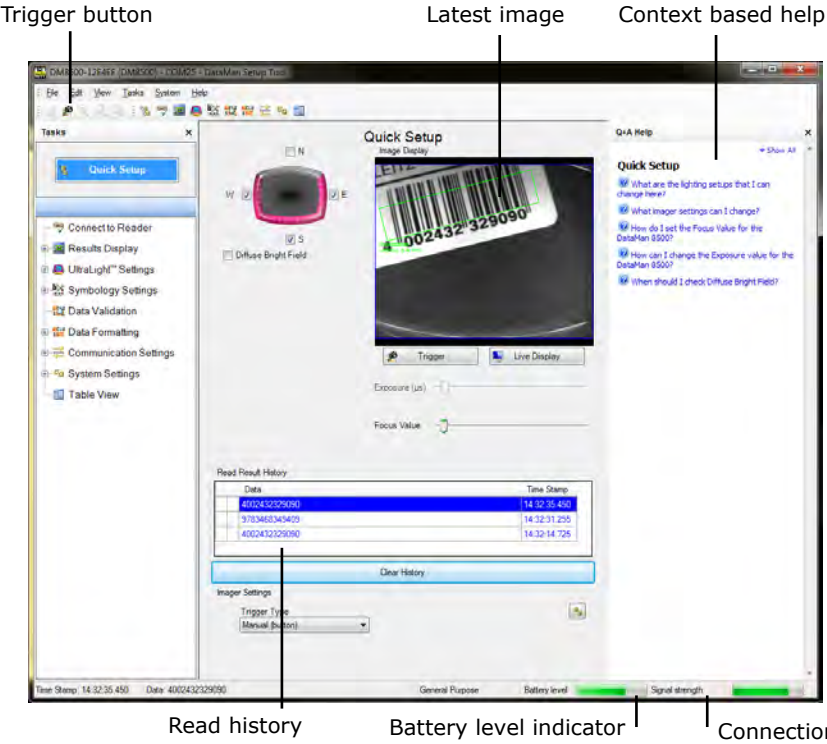 Trigger button
Latest image
Context based help
DM8500-12E4FF (DM8500) - COM25 - DataMan Setup Tool
File Edit View Tasks System Help
Tasks
Quick Setup
Connect to Reader
Results Display
UltraLight™ Settings
Symbology Settings
Data Validation
Data Formatting
Communication Settings
System Settings
Table View
Quick Setup
Image Display
N
W
E
S
Diffuse Bright Field
4 002432 329090
Trigger
Live Display
Exposure (µs)
Focus Value
Read Result History
Data Time Stamp
4002432329090 14:32:35.450
9783468349409 14:32:31.255
4002432329090 14:32:14.725
Clear History
Imager Settings
Trigger Type
Manual (button)
Q+A Help
Show All
Quick Setup
What are the lighting setups that I can
change here?
What imager settings can I change?
How do I set the Focus Value for the
DataMan 8500?
How can I change the Exposure value for the
DataMan 8500?
When should I check Diffuse Bright Field?
Time Stamp: 14:32:35.450 Data: 4002432329090 General Purpose Battery level Signal strength
Read history
Battery level indicator
Connection